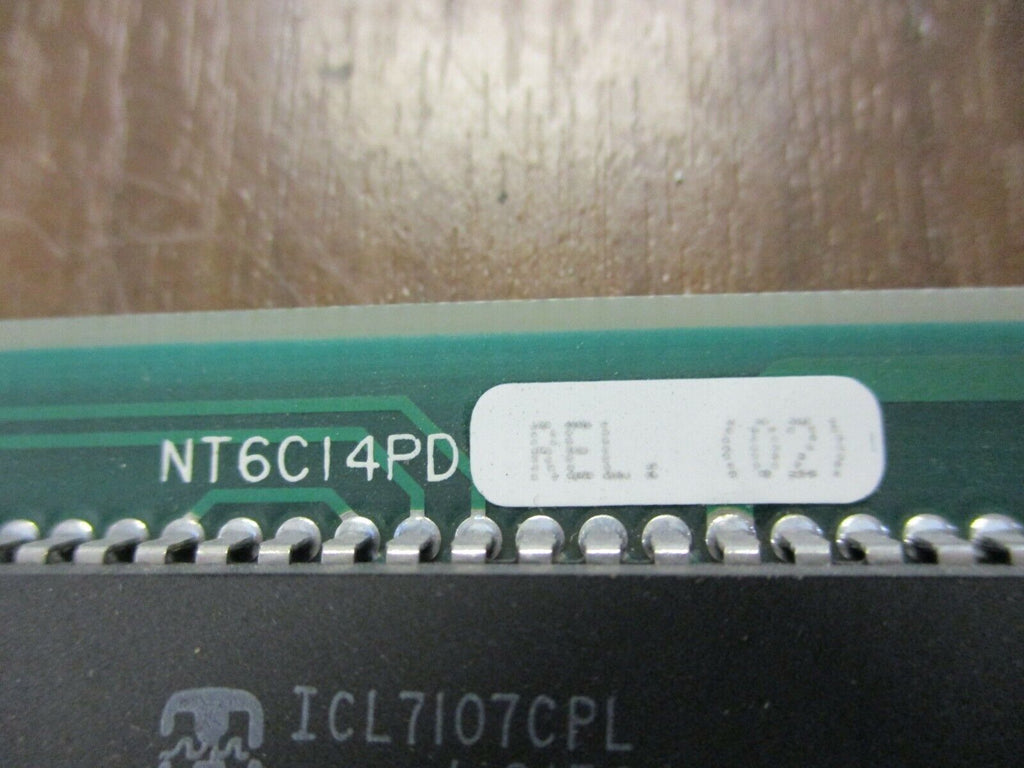 NT6C14PD REL. (02)
ICL7107CPL